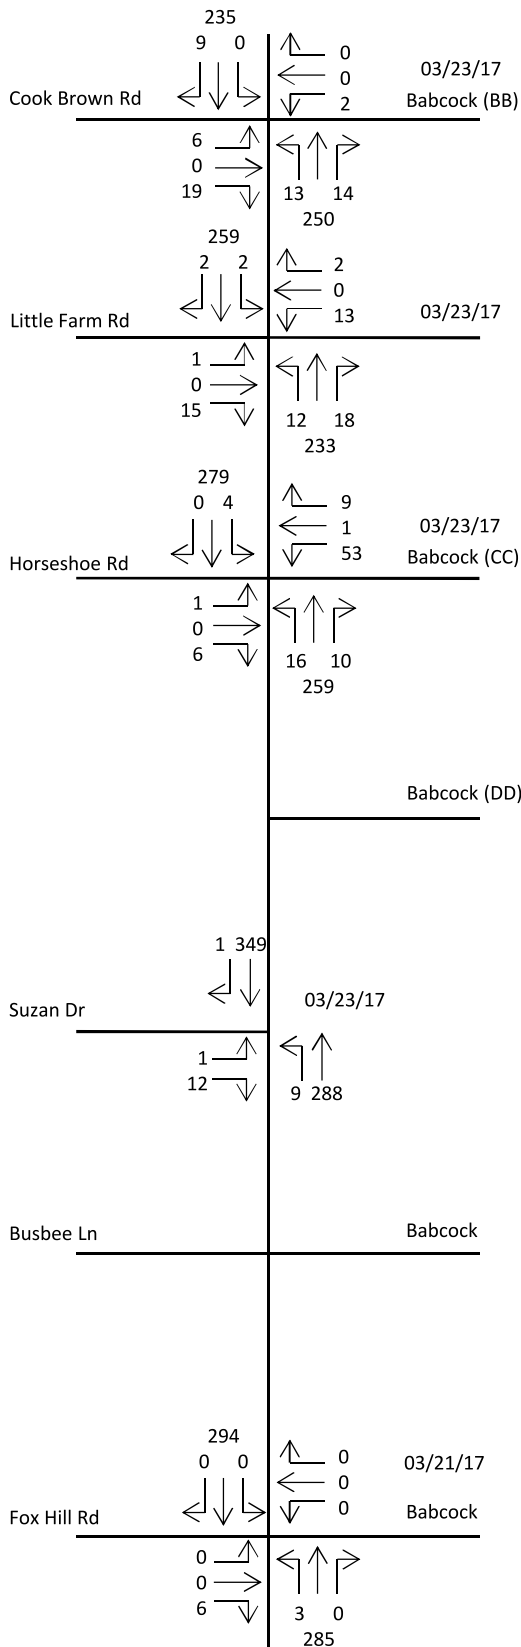 235
9 0 0
0 03/23/17
Cook Brown Rd 2 Babcock (BB)
6
0
19 13 14
250
259
2 2 2
0
Little Farm Rd 13 03/23/17
1
0
15 12 18
233
279
0 4 9
1 03/23/17
Horseshoe Rd 53 Babcock (CC)
1
0
6 16 10
259
Babcock (DD)
1 349
Suzan Dr 03/23/17
1
12 9 288
Busbee Ln Babcock
294
0 0 0
0 03/21/17
Fox Hill Rd 0 Babcock
0
0
6 3 0
285